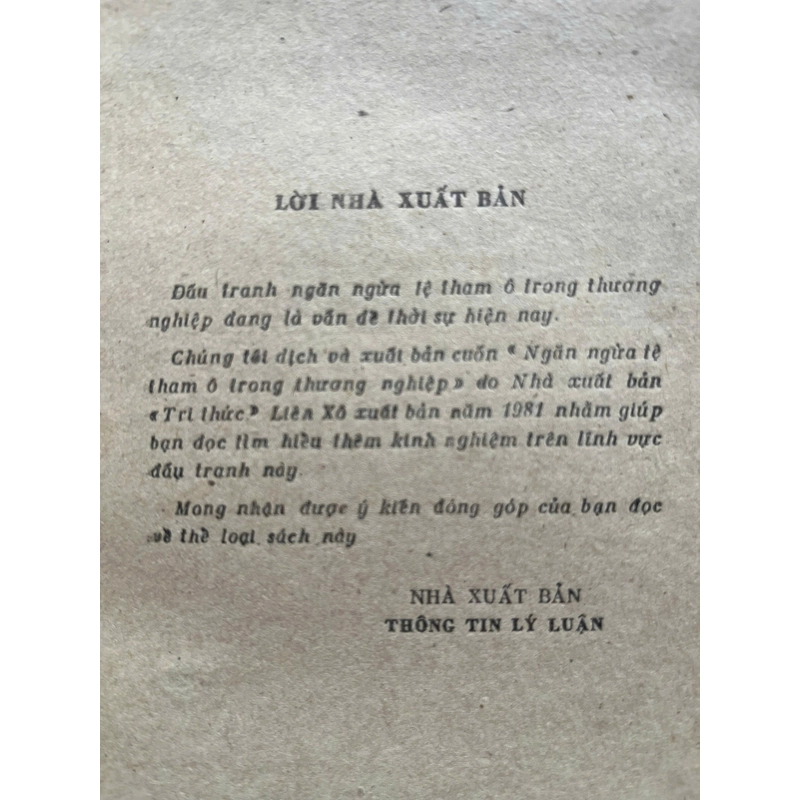 LỜI NHÀ XUẤT BẢN
Đấu tranh ngăn ngừa tệ tham ô trong thương
nghiệp đang là vấn đề thời sự hiện nay.
Chúng tôi dịch và xuất bản cuốn « Ngăn ngừa tệ
tham ô trong thương nghiệp» do Nhà xuất bản
«Tri thức» Liên Xô xuất bản năm 1981 nhằm giúp
bạn đọc tìm hiểu thêm kinh nghiệm trên lĩnh vực
đấu tranh này.
Mong nhận được ý kiến đóng góp của bạn đọc
về thể loại sách này
NHÀ XUẤT BẢN
THÔNG TIN LÝ LUẬN